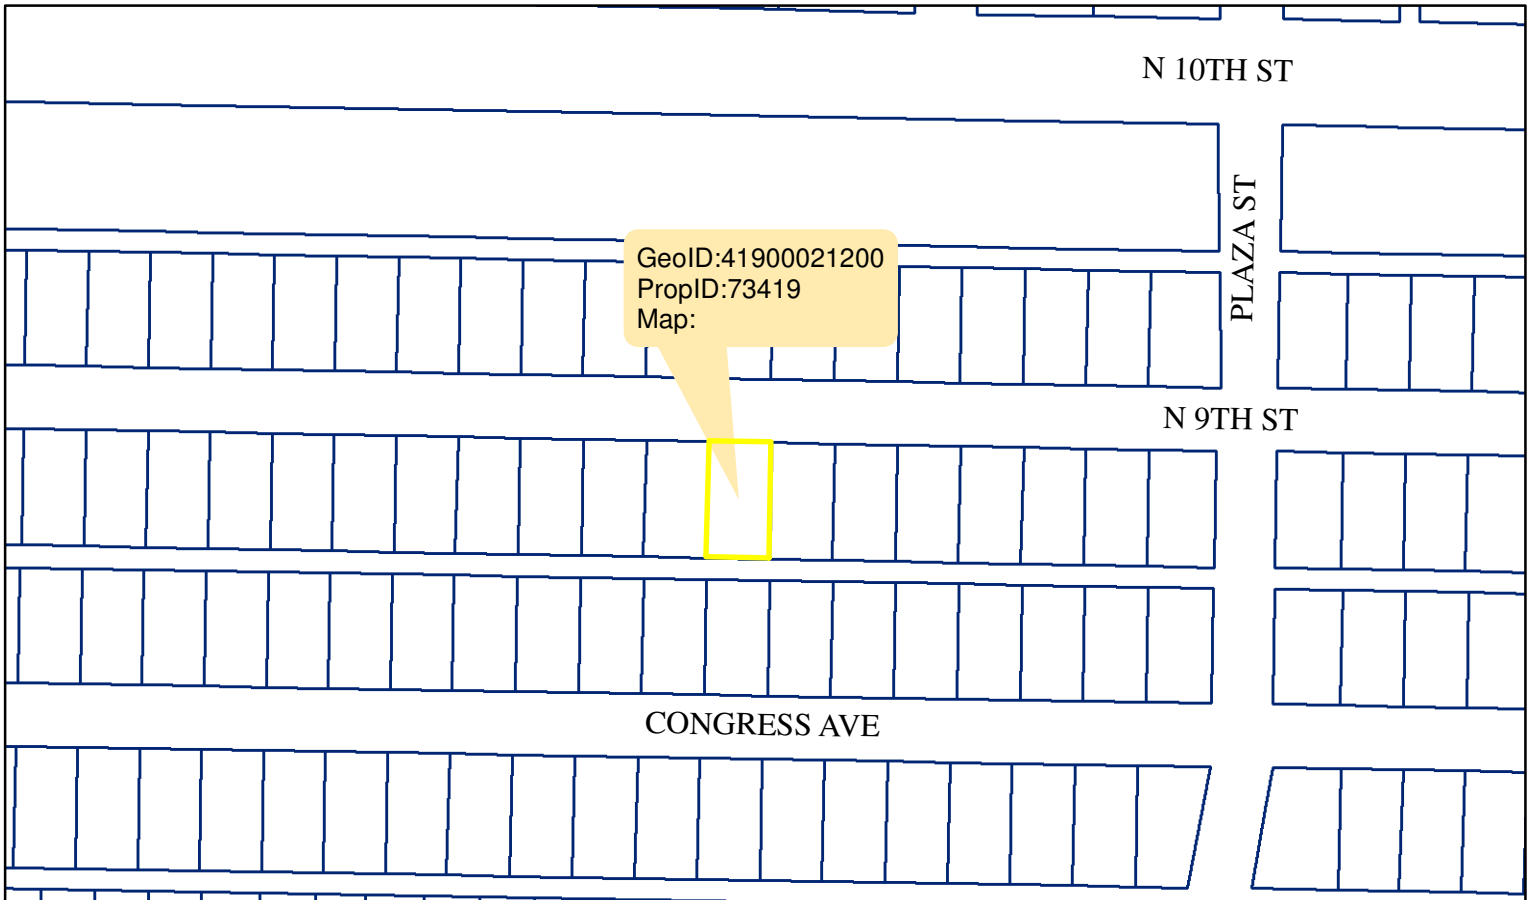 N 10TH ST
PLAZA ST
GeoID:41900021200
PropID:73419
Map:
N 9TH ST
CONGRESS AVE